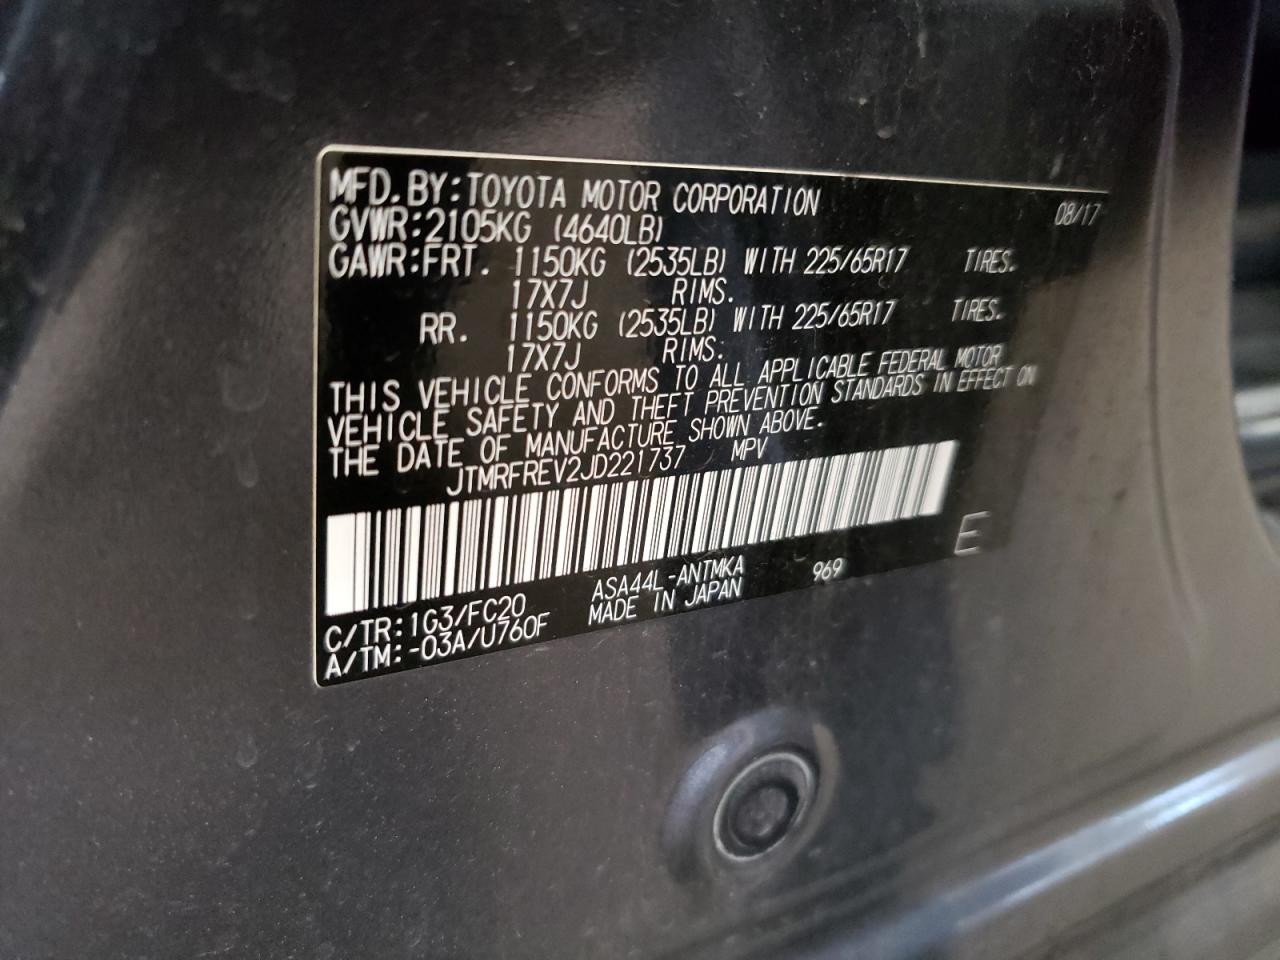 MFD.BY:TOYOTA MOTOR CORPORATION 08/17
GVWR:2105KG (4640LB)
GAWR:FRT. 1150KG (2535LB) WITH 225/65R17 TIRES.
17X7J RIMS.
RR. 1150KG (2535LB) WITH 225/65R17 TIRES.
17X7J RIMS.
THIS VEHICLE CONFORMS TO ALL APPLICABLE FEDERAL MOTOR
VEHICLE SAFETY AND THEFT PREVENTION STANDARDS IN EFFECT ON
THE DATE OF MANUFACTURE SHOWN ABOVE.
JTMRFREV2JD221737 MPV
E
C/TR:1G3/FC20 ASA44L-ANTMKA 969
A/TM:-03A/U760F MADE IN JAPAN